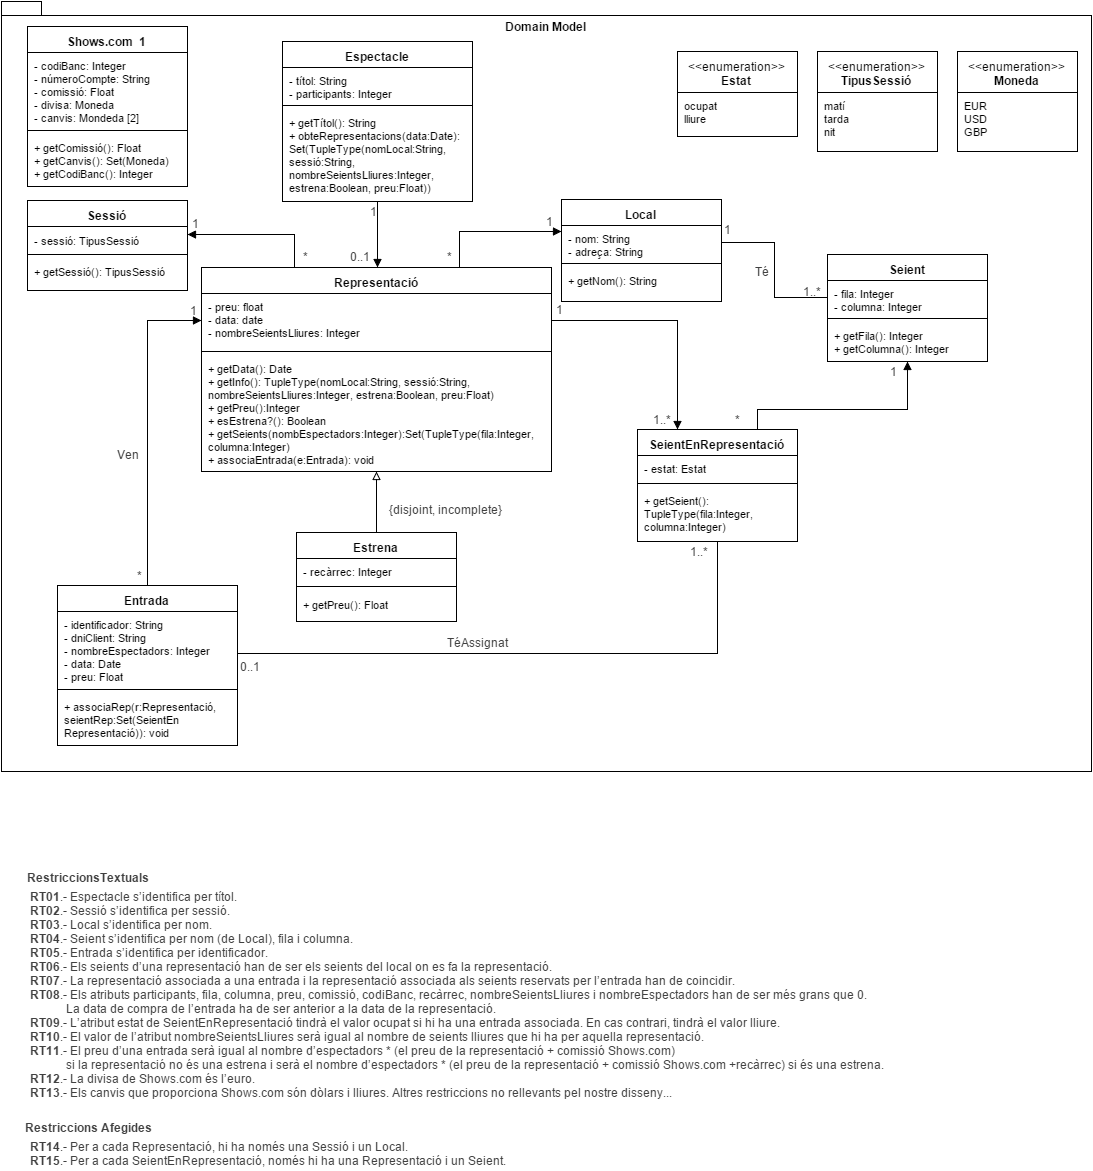 Domain Model
Shows.com 1
- codiBanc: Integer
- númeroCompte: String
- comissió: Float
- divisa: Moneda
- canvis: Mondeda [2]
+ getComissió(): Float
+ getCanvis(): Set(Moneda)
+ getCodiBanc(): Integer
Espectacle
- títol: String
- participants: Integer
+ getTítol(): String
+ obteRepresentacions(data:Date):
Set(TupleType(nomLocal:String,
sessió:String,
nombreSeientsLliures:Integer,
estrena:Boolean, preu:Float))
<<enumeration>>
Estat
ocupat
lliure
<<enumeration>>
TipusSessió
matí
tarda
nit
<<enumeration>>
Moneda
EUR
USD
GBP
Sessió
- sessió: TipusSessió
+ getSessió(): TipusSessió
1
*
1
0..1
*
1
Local
- nom: String
- adreça: String
+ getNom(): String
1
Té
1..*
Seient
- fila: Integer
- columna: Integer
+ getFila(): Integer
+ getColumna(): Integer
1
*
Representació
- preu: float
- data: date
- nombreSeientsLliures: Integer
+ getData(): Date
+ getInfo(): TupleType(nomLocal:String, sessió:String,
nombreSeientsLliures:Integer, estrena:Boolean, preu:Float)
+ getPreu():Integer
+ esEstrena?(): Boolean
+ getSeients(nombEspectadors:Integer):Set(TupleType(fila:Integer,
columna:Integer)
+ associaEntrada(e:Entrada): void
1
1
1..*
SeientEnRepresentació
- estat: Estat
+ getSeient():
TupleType(fila:Integer,
columna:Integer)
1..*
Ven
*
{disjoint, incomplete}
Estrena
- recàrrec: Integer
+ getPreu(): Float
Entrada
- identificador: String
- dniClient: String
- nombreEspectadors: Integer
- data: Date
- preu: Float
+ associaRep(r:Representació,
seientRep:Set(SeientEn
Representació)): void
TéAssignat
0..1
RestriccionsTextuals
RT01.- Espectacle s’identifica per títol.
RT02.- Sessió s’identifica per sessió.
RT03.- Local s’identifica per nom.
RT04.- Seient s’identifica per nom (de Local), fila i columna.
RT05.- Entrada s’identifica per identificador.
RT06.- Els seients d’una representació han de ser els seients del local on es fa la representació.
RT07.- La representació associada a una entrada i la representació associada als seients reservats per l’entrada han de coincidir.
RT08.- Els atributs participants, fila, columna, preu, comissió, codiBanc, recàrrec, nombreSeientsLliures i nombreEspectadors han de ser més grans que 0.
La data de compra de l’entrada ha de ser anterior a la data de la representació.
RT09.- L’atribut estat de SeientEnRepresentació tindrà el valor ocupat si hi ha una entrada associada. En cas contrari, tindrà el valor lliure.
RT10.- El valor de l’atribut nombreSeientsLliures serà igual al nombre de seients lliures que hi ha per aquella representació.
RT11.- El preu d’una entrada serà igual al nombre d’espectadors * (el preu de la representació + comissió Shows.com)
si la representació no és una estrena i serà el nombre d’espectadors * (el preu de la representació + comissió Shows.com +recàrrec) si és una estrena.
RT12.- La divisa de Shows.com és l’euro.
RT13.- Els canvis que proporciona Shows.com són dòlars i lliures. Altres restriccions no rellevants pel nostre disseny...
Restriccions Afegides
RT14.- Per a cada Representació, hi ha només una Sessió i un Local.
RT15.- Per a cada SeientEnRepresentació, només hi ha una Representació i un Seient.